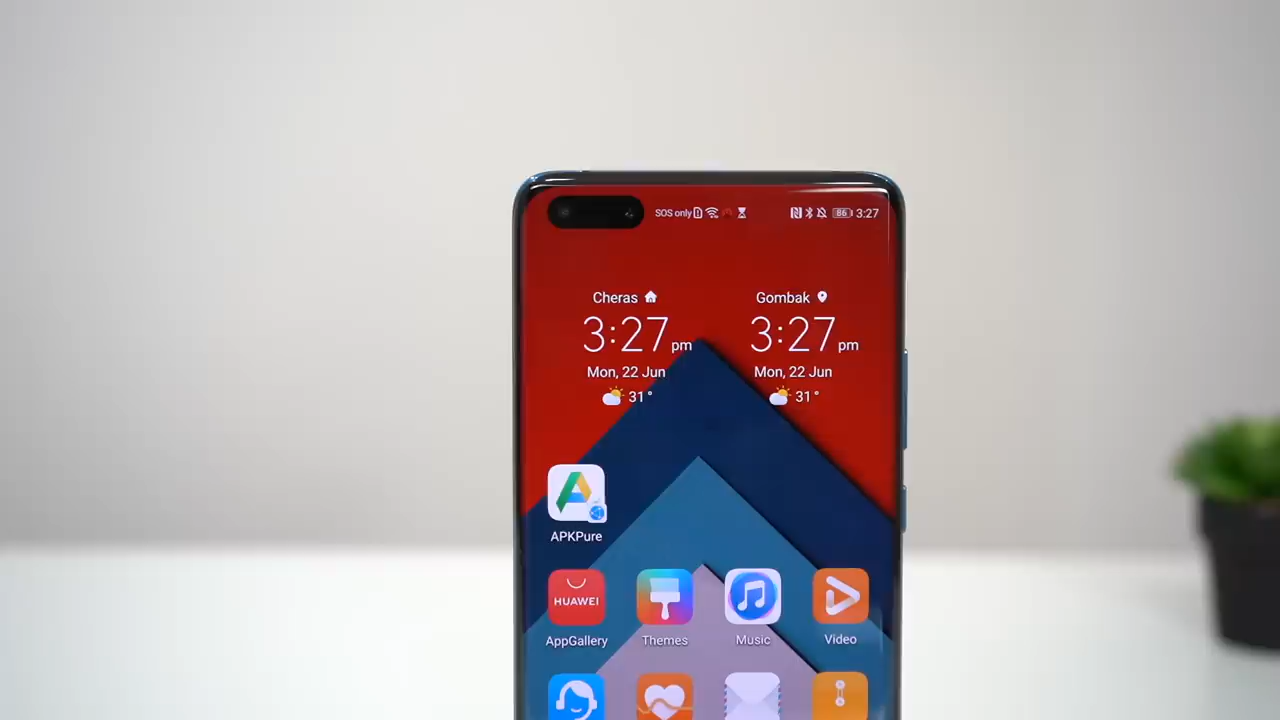 SOS only 86 3:27
Cheras Gombak
3:27 pm 3:27 pm
Mon, 22 Jun Mon, 22 Jun
31° 31°
APKPure
HUAWEI
AppGallery Themes Music Video